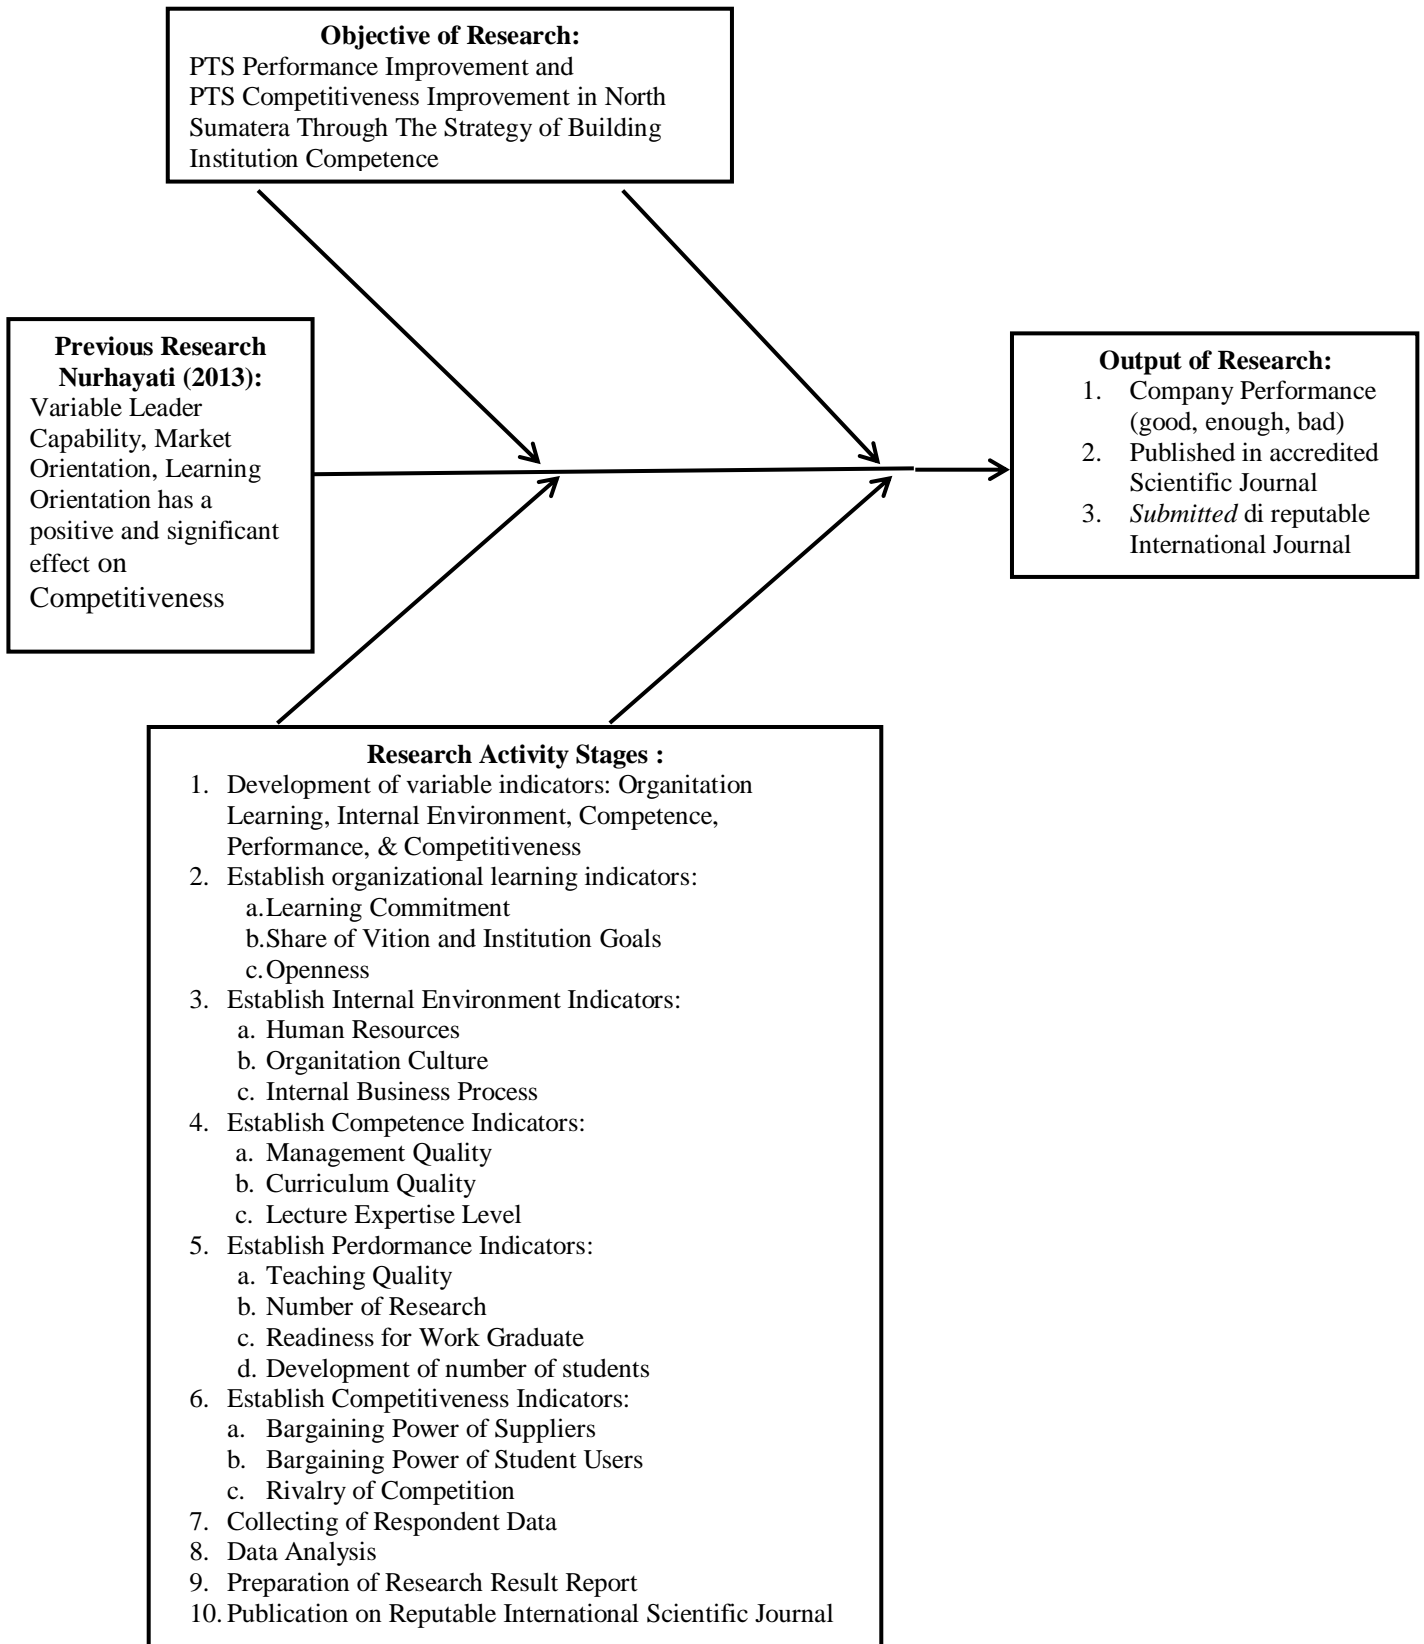 Objective of Research:
PTS Performance Improvement and
PTS Competitiveness Improvement in North
Sumatera Through The Strategy of Building
Institution Competence
Previous Research
Nurhayati (2013):
Variable Leader
Capability, Market
Orientation, Learning
Orientation has a
positive and significant
effect on
Competitiveness
Output of Research:
1. Company Performance
(good, enough, bad)
2. Published in accredited
Scientific Journal
3. Submitted di reputable
International Journal
Research Activity Stages :
1. Development of variable indicators: Organitation
Learning, Internal Environment, Competence,
Performance, & Competitiveness
2. Establish organizational learning indicators:
a. Learning Commitment
b. Share of Vition and Institution Goals
c. Openness
3. Establish Internal Environment Indicators:
a. Human Resources
b. Organitation Culture
c. Internal Business Process
4. Establish Competence Indicators:
a. Management Quality
b. Curriculum Quality
c. Lecture Expertise Level
5. Establish Perdormance Indicators:
a. Teaching Quality
b. Number of Research
c. Readiness for Work Graduate
d. Development of number of students
6. Establish Competitiveness Indicators:
a. Bargaining Power of Suppliers
b. Bargaining Power of Student Users
c. Rivalry of Competition
7. Collecting of Respondent Data
8. Data Analysis
9. Preparation of Research Result Report
10. Publication on Reputable International Scientific Journal